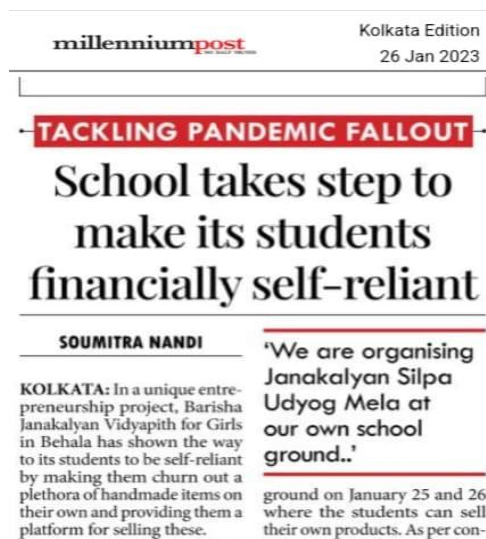 millenniumpost
Kolkata Edition
26 Jan 2023
TACKLING PANDEMIC FALLOUT
School takes step to
make its students
financially self-reliant
SOUMITRA NANDI
KOLKATA: In a unique entre-
preneurship project, Barisha
Janakalyan Vidyapith for Girls
in Behala has shown the way
to its students to be self-reliant
by making them churn out a
plethora of handmade items on
their own and providing them a
platform for selling these.
‘We are organising
Janakalyan Silpa
Udyog Mela at
our own school
ground..’
ground on January 25 and 26
where the students can sell
their own products. As per con-